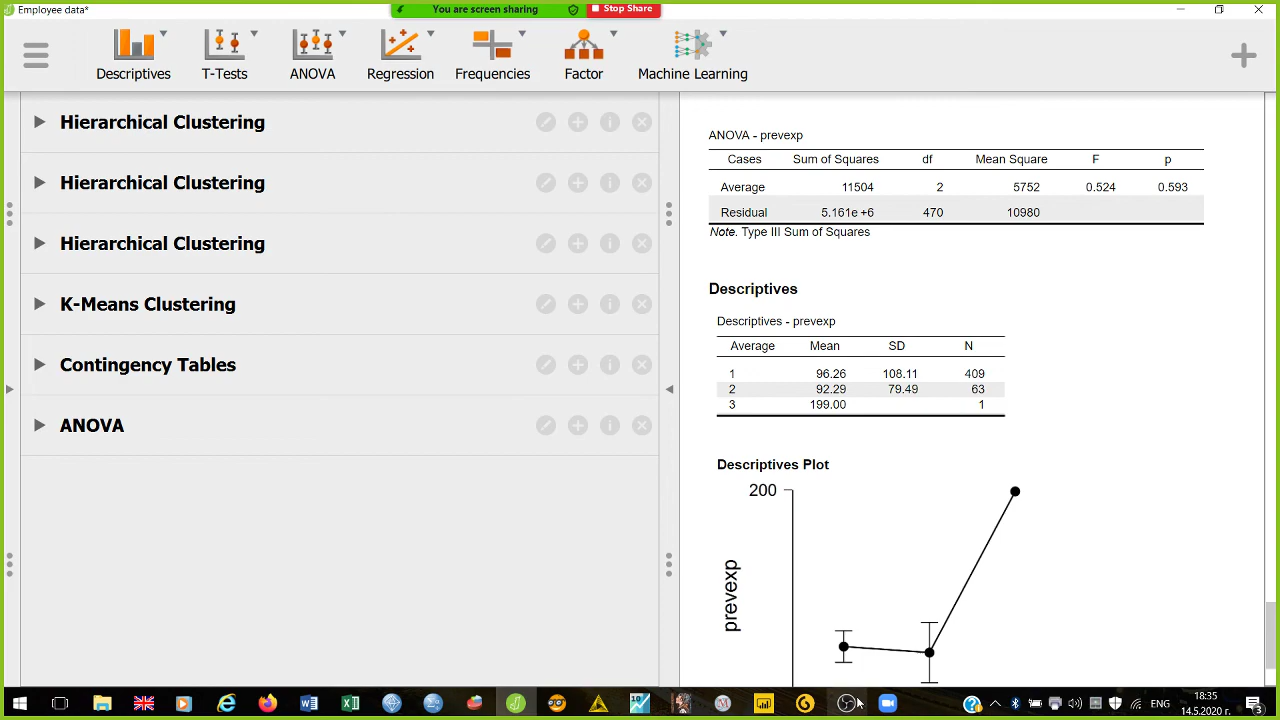 Employee data*
You are screen sharing
Stop Share
Descriptives
T-Tests
ANOVA
Regression
Frequencies
Factor
Machine Learning
Hierarchical Clustering
Hierarchical Clustering
Hierarchical Clustering
K-Means Clustering
Contingency Tables
ANOVA
ANOVA - prevexp
Cases Sum of Squares df Mean Square F p
Average 11504 2 5752 0.524 0.593
Residual 5.161e +6 470 10980
Note. Type III Sum of Squares
Descriptives
Descriptives - prevexp
Average Mean SD N
1 96.26 108.11 409
2 92.29 79.49 63
3 199.00 1
Descriptives Plot
200
prevexp
10
ENG
18:35
14.5.2020 г.
3